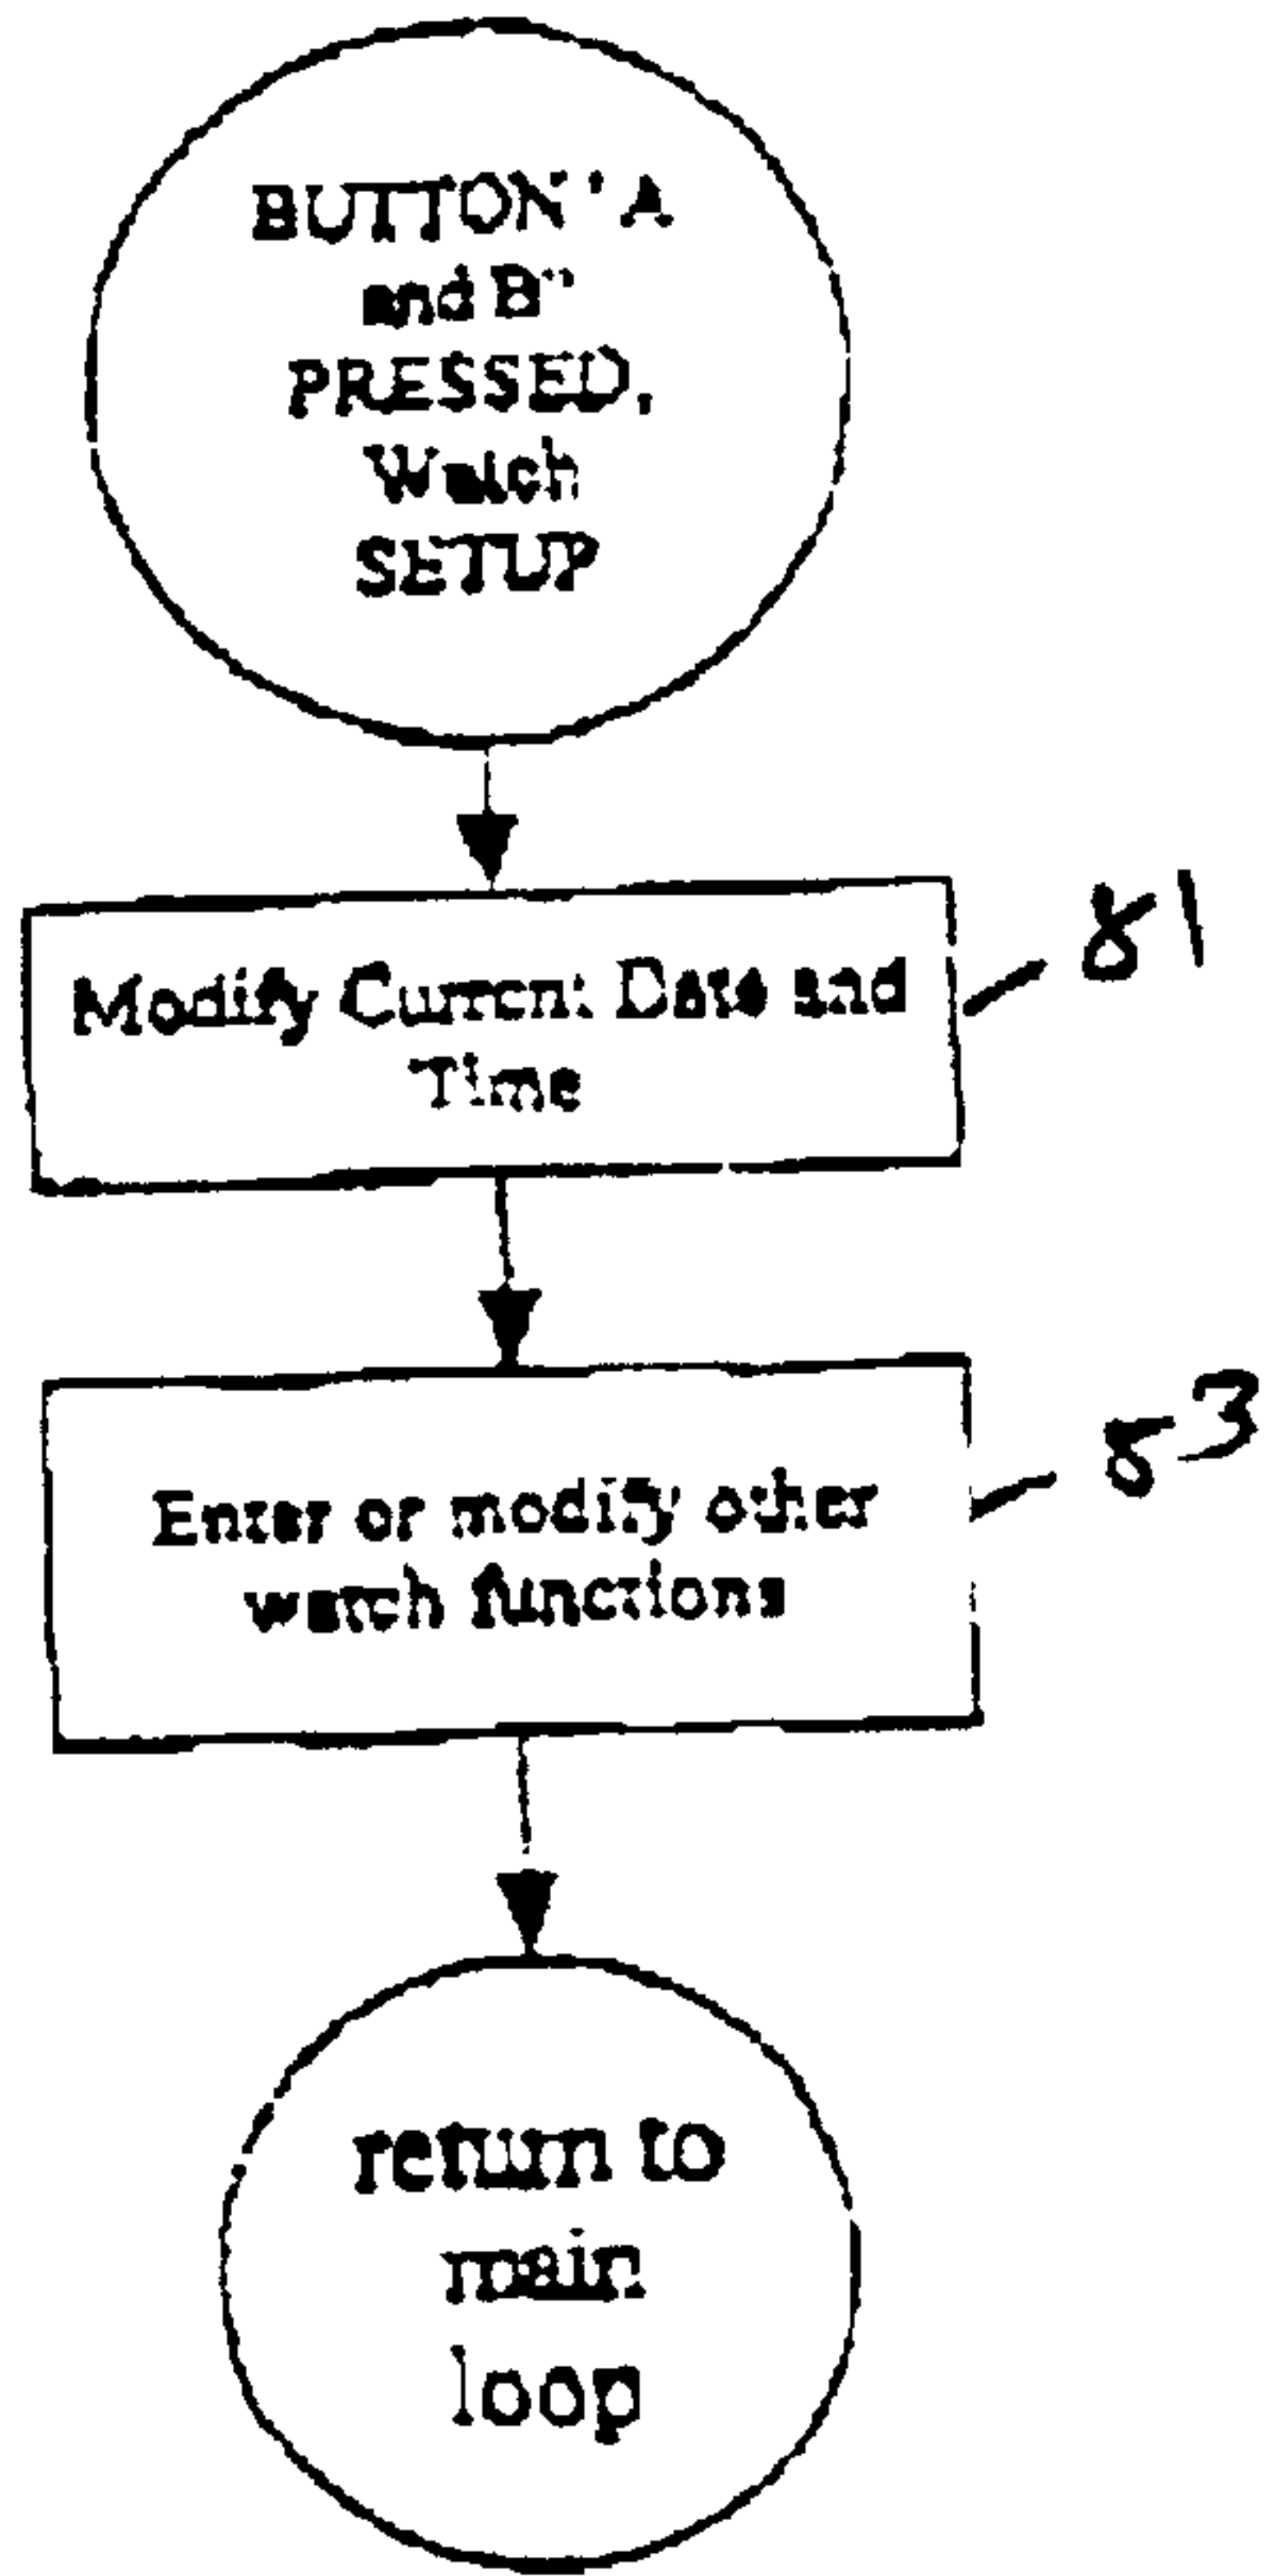 BUTTON "A
and B"
PRESSED,
Watch
SETUP
Modify Current Date and
Time
81
Enter or modify other
watch functions
83
return to
main
loop